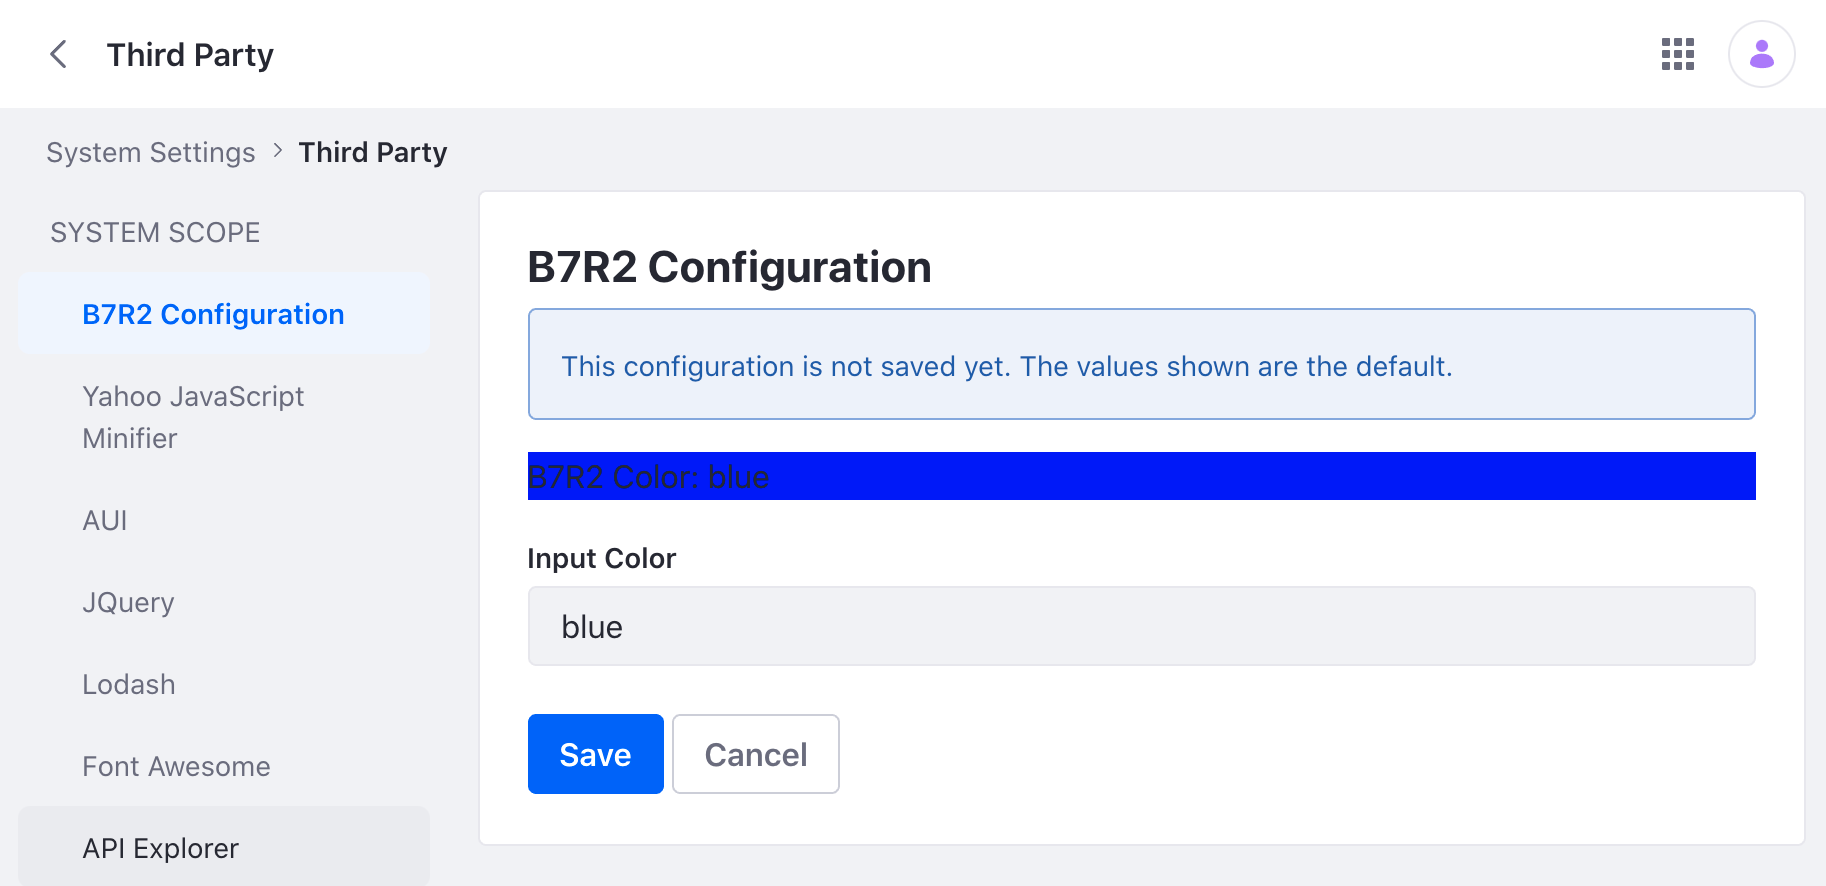 Third Party
System Settings > Third Party
SYSTEM SCOPE
B7R2 Configuration
Yahoo JavaScript
Minifier
AUI
JQuery
Lodash
Font Awesome
API Explorer
B7R2 Configuration
This configuration is not saved yet. The values shown are the default.
B7R2 Color: blue
Input Color
blue
Save
Cancel